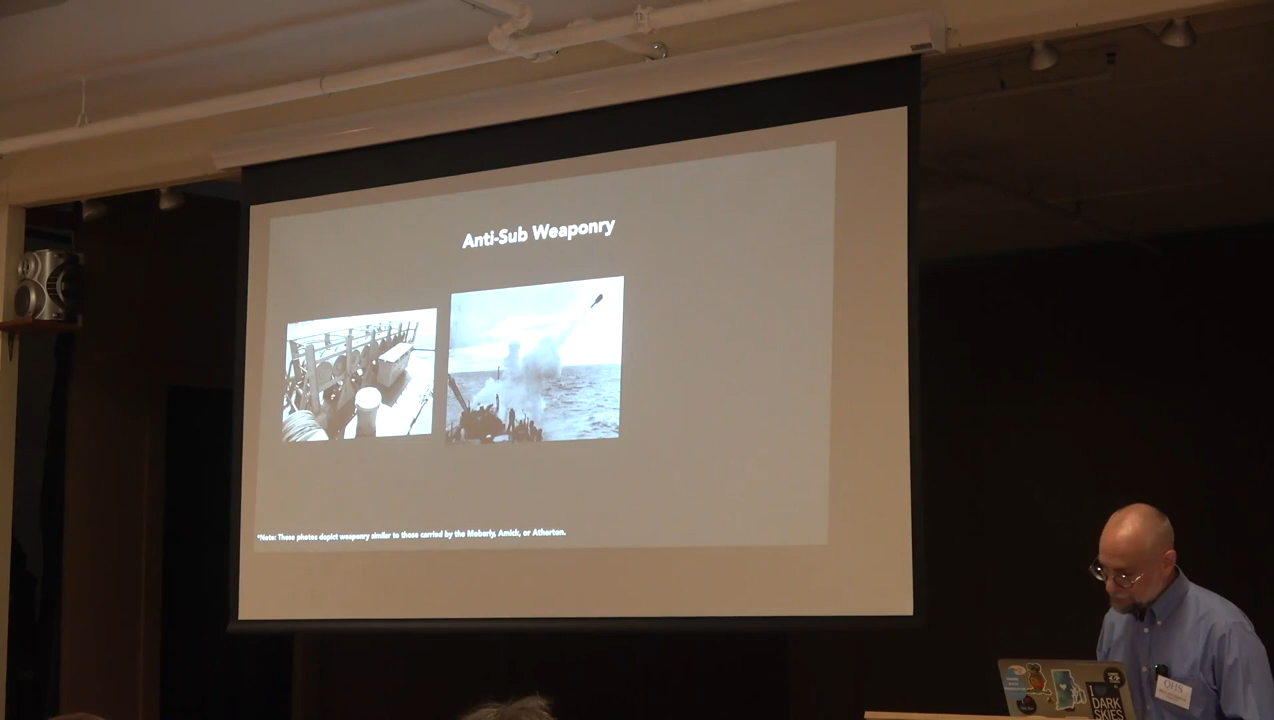 Anti-Sub Weaponry
*Note: These photos depict weaponry similar to those carried by the Moberly, Amick, or Atherton.
QHS
I
DARK
SKIES